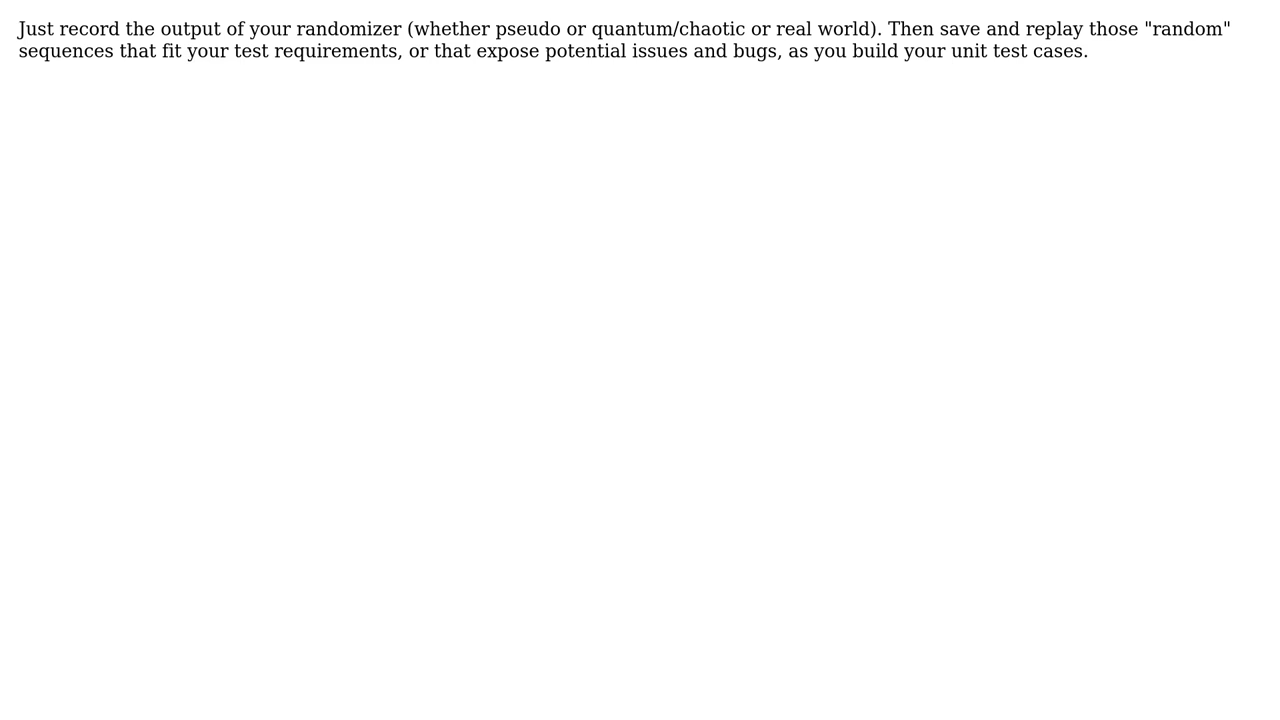 Just record the output of your randomizer (whether pseudo or quantum/chaotic or real world). Then save and replay those "random"
sequences that fit your test requirements, or that expose potential issues and bugs, as you build your unit test cases.